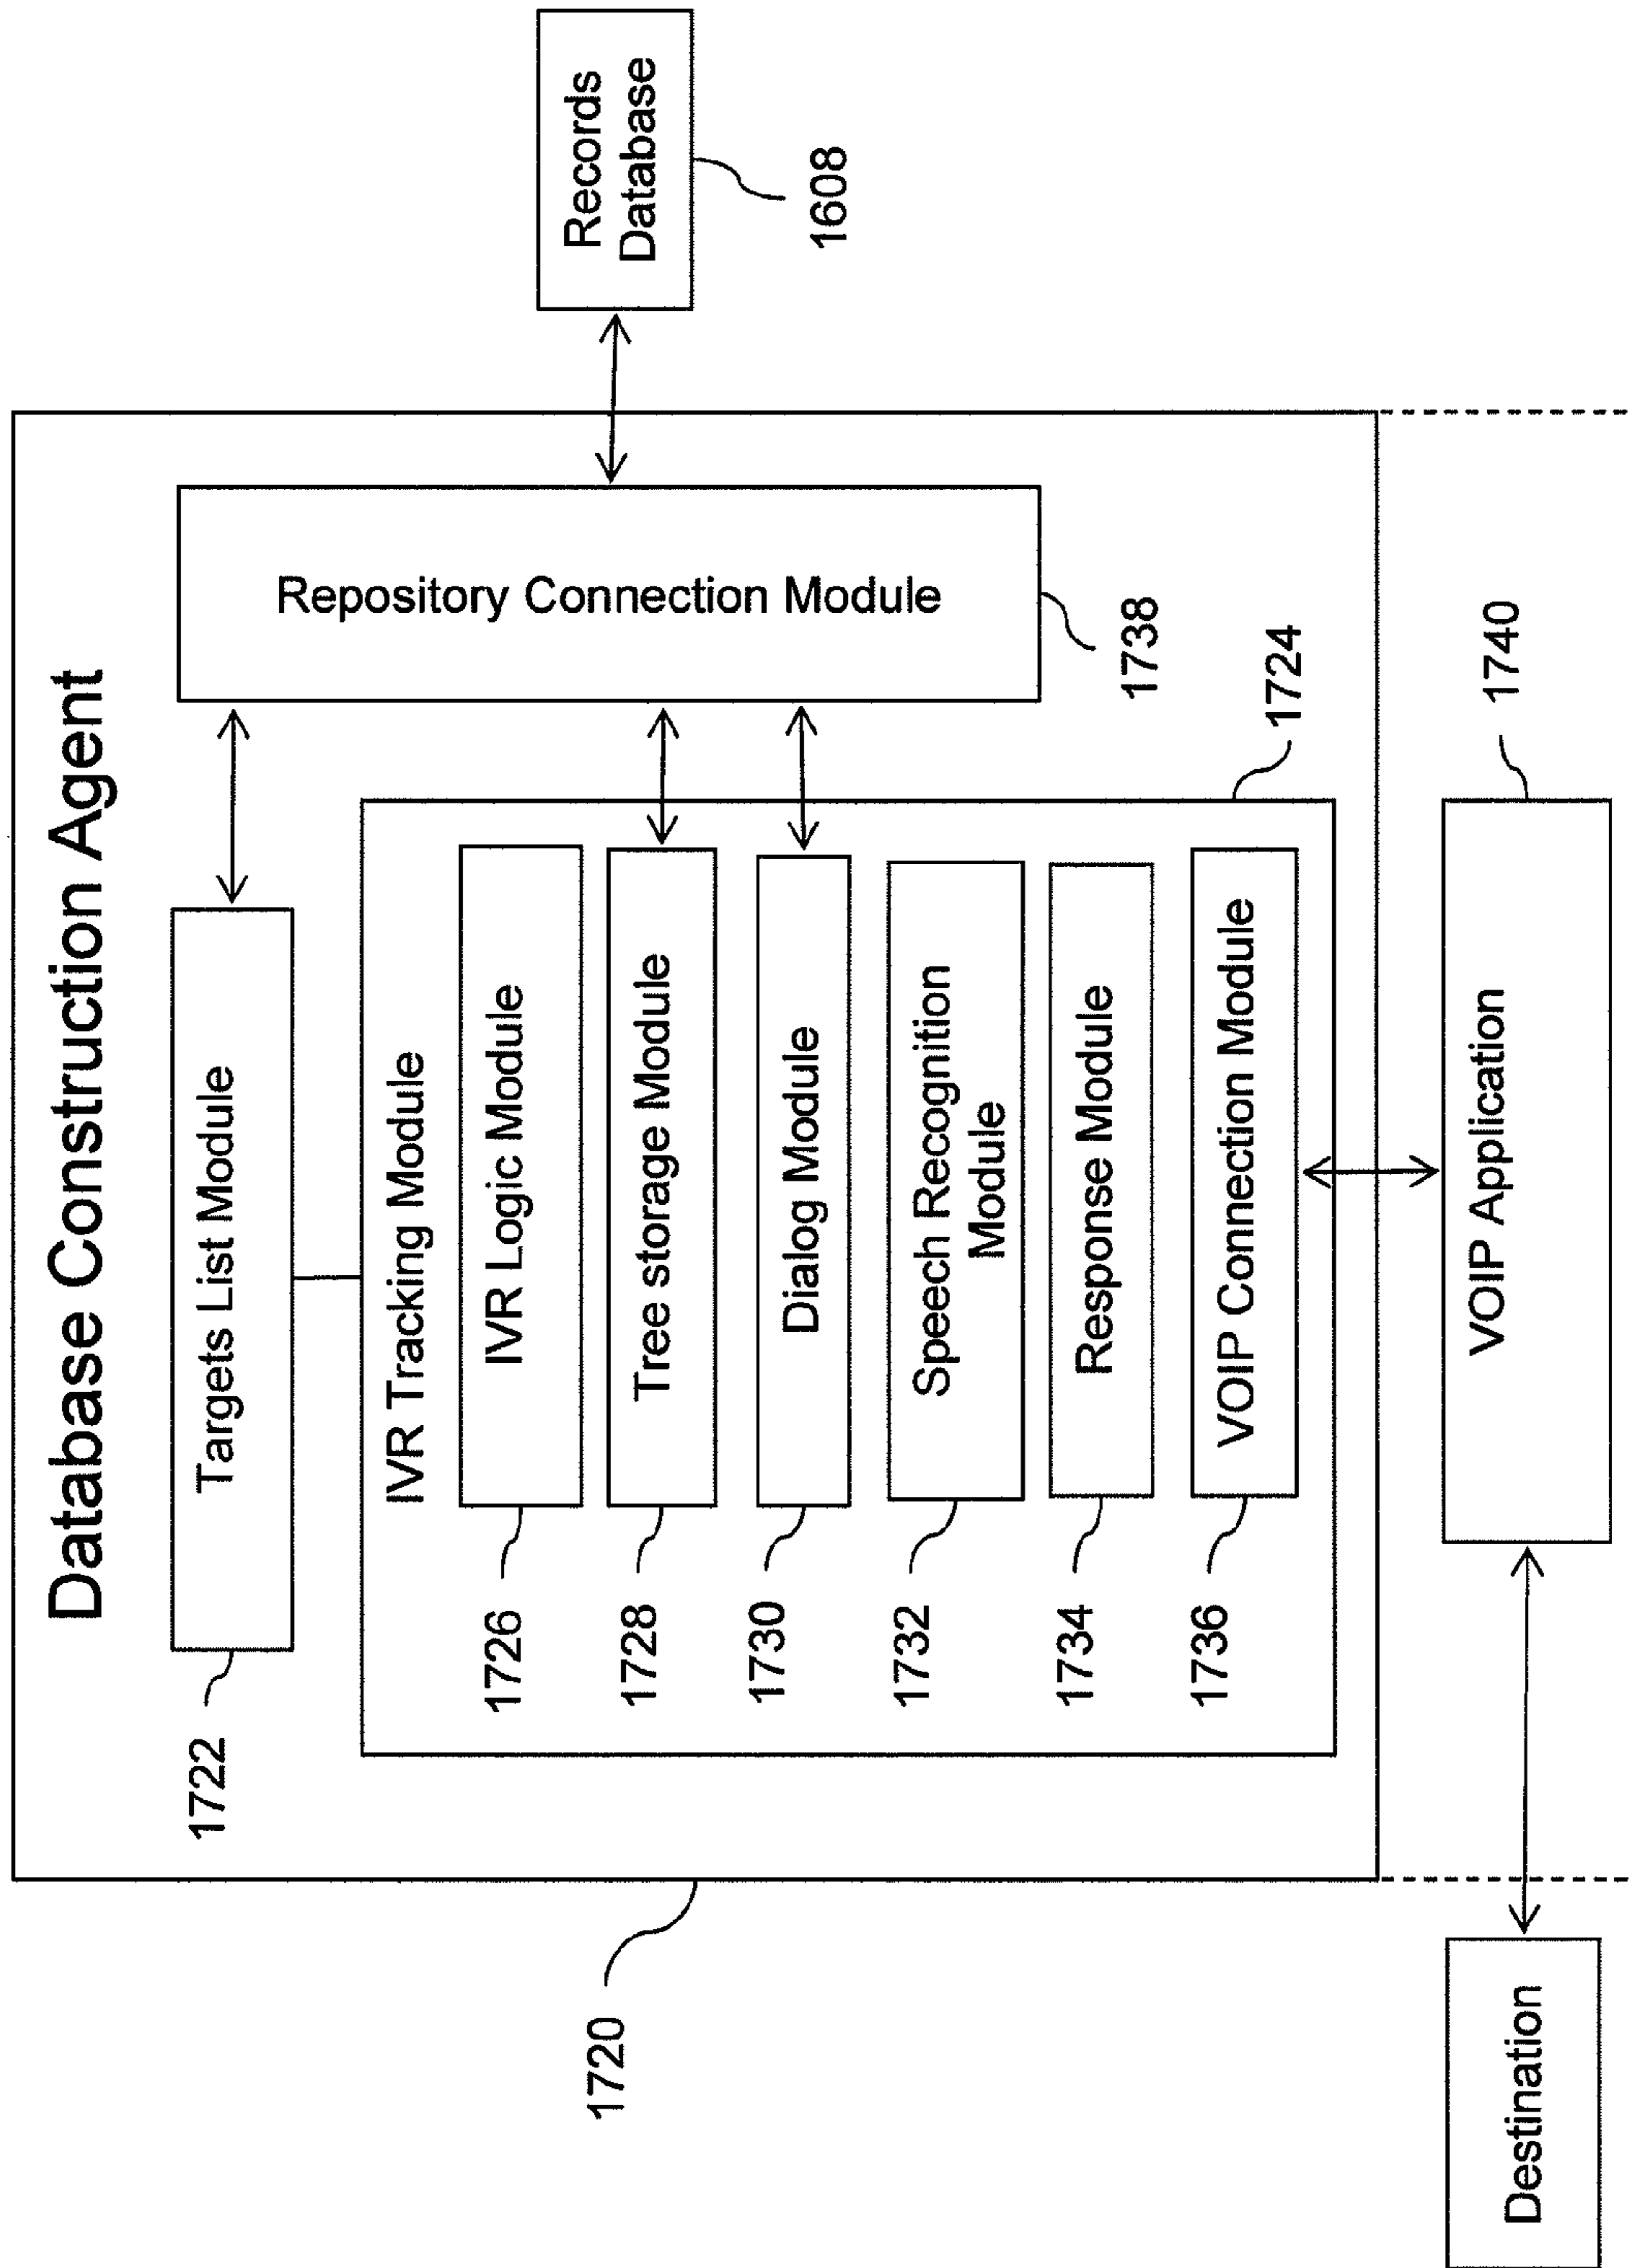 Database Construction Agent
1722
Targets List Module
IVR Tracking Module
1726
IVR Logic Module
1728
Tree storage Module
1730
Dialog Module
1732
Speech Recognition
Module
1734
Response Module
1736
VOIP Connection Module
1724
Repository Connection Module
1738
Records
Database
1608
1720
Destination
VOIP Application
1740